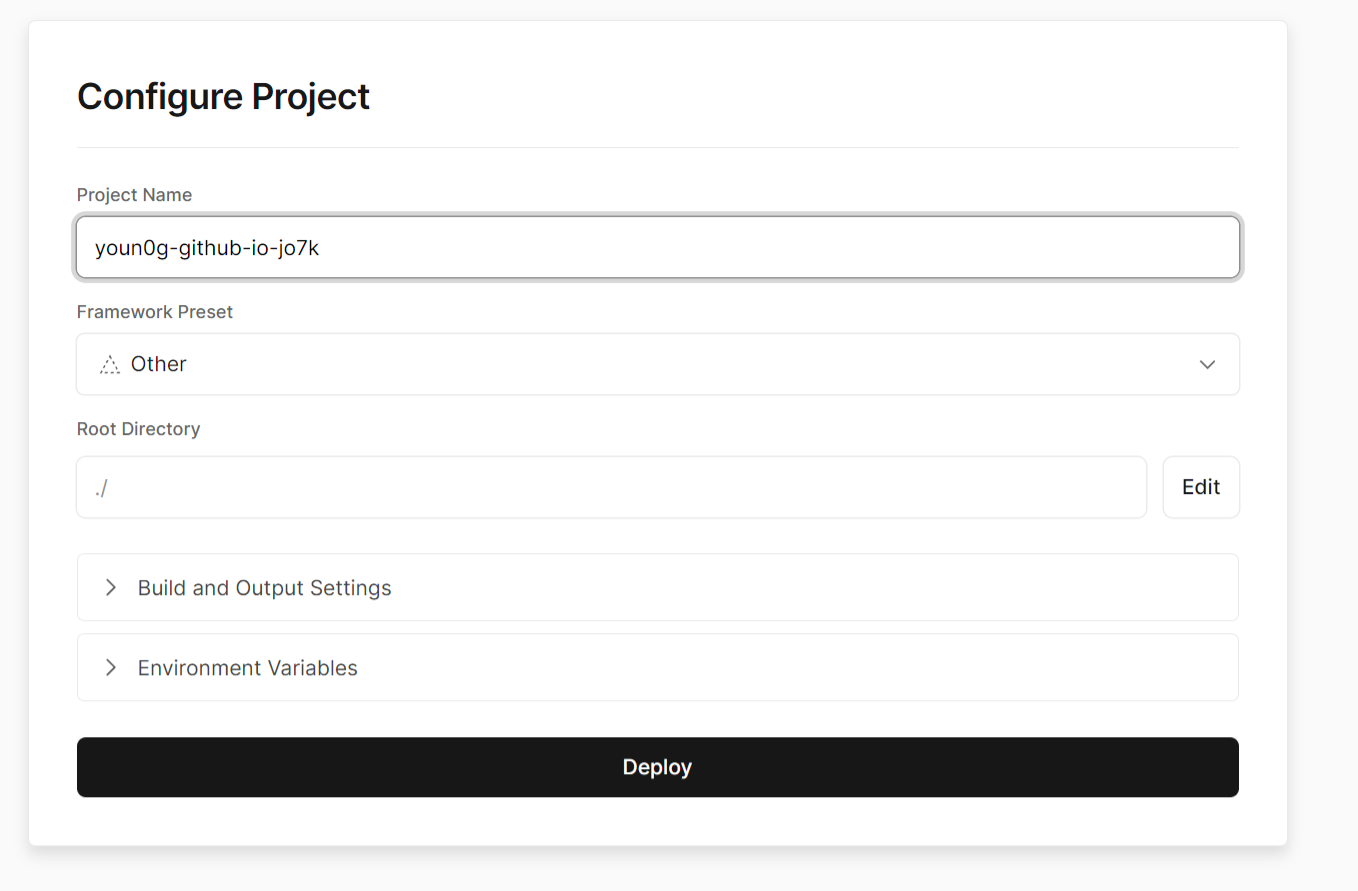 Configure Project
Project Name
youn0g-github-io-jo7k
Framework Preset
Other
Root Directory
./
Edit
Build and Output Settings
Environment Variables
Deploy